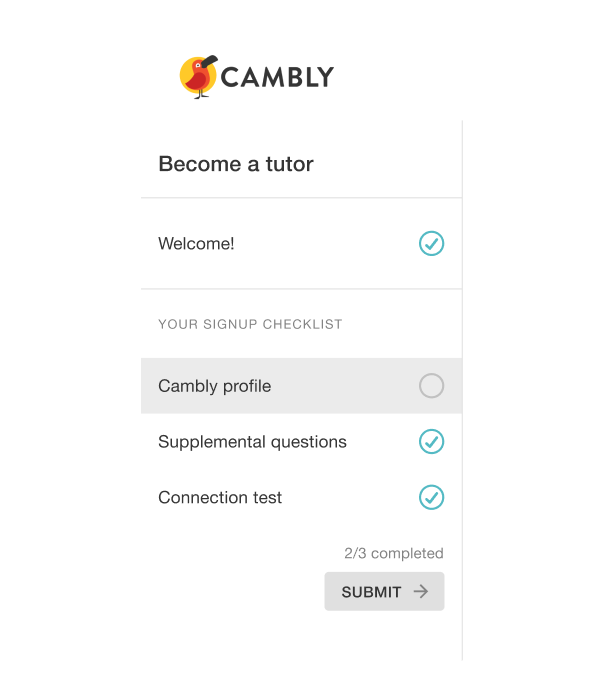 CAMBLY
Become a tutor
Welcome!
YOUR SIGNUP CHECKLIST
Cambly profile
Supplemental questions
Connection test
2/3 completed
SUBMIT